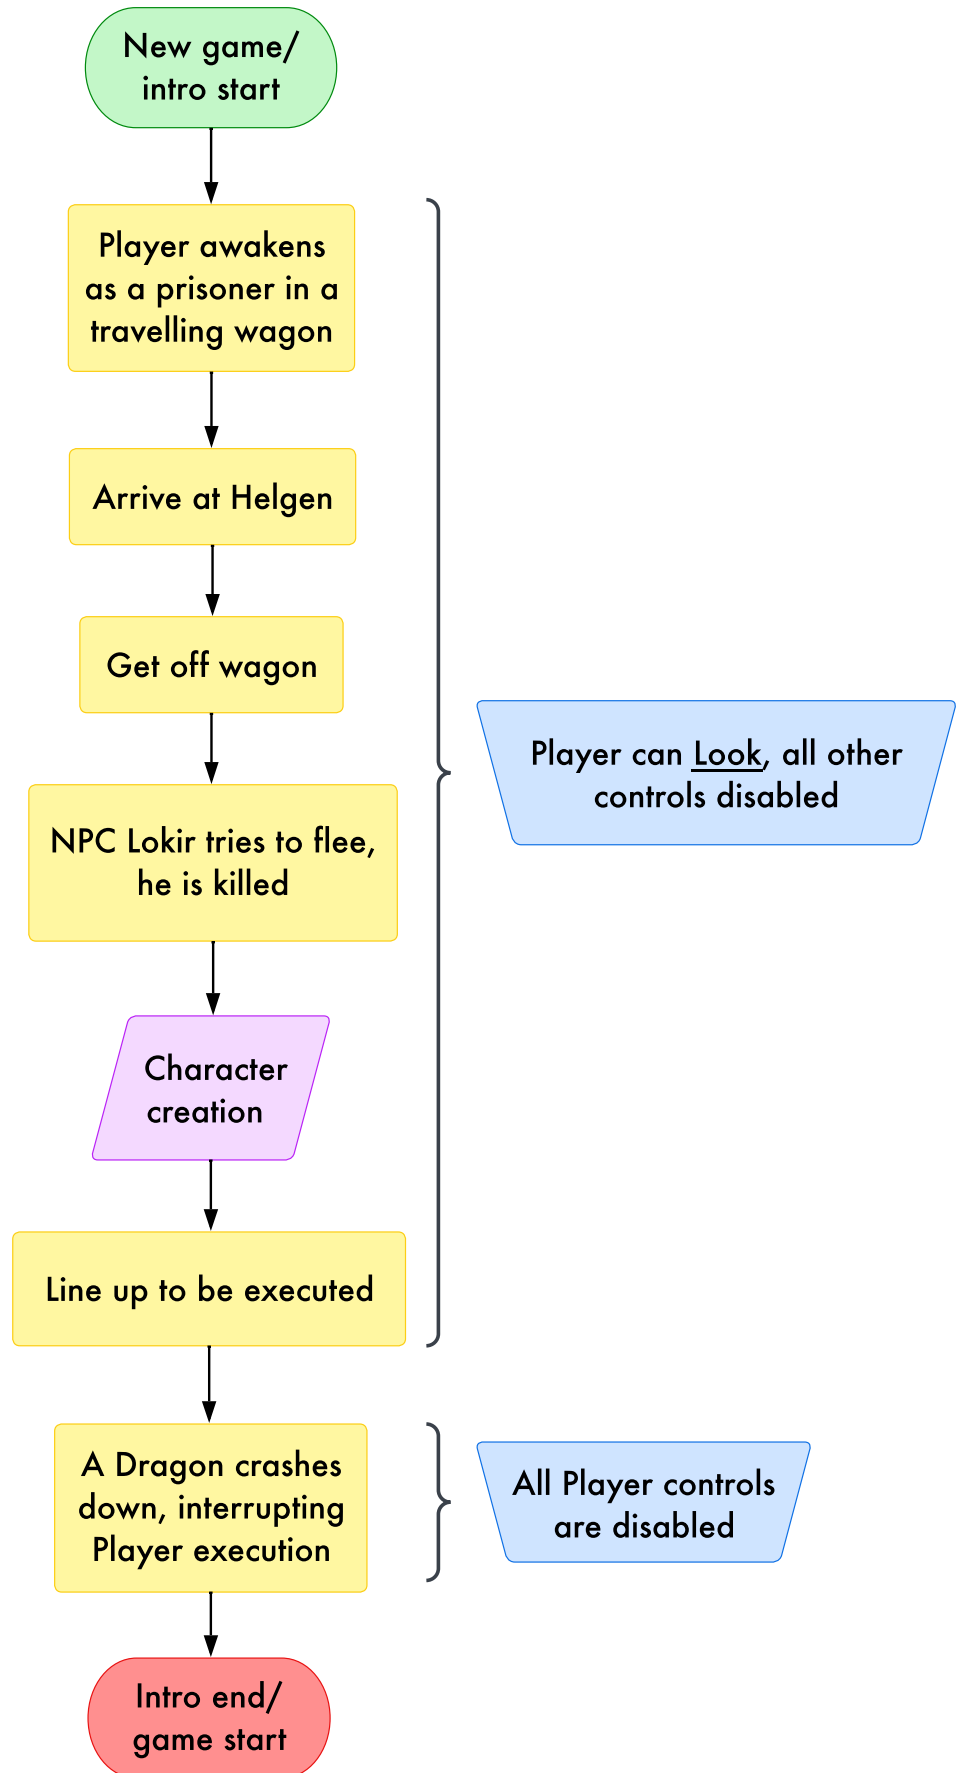 New game/
intro start
Player awakens
as a prisoner in a
travelling wagon
Arrive at Helgen
Get off wagon
Player can Look, all other
controls disabled
NPC Lokir tries to flee,
he is killed
Character
creation
Line up to be executed
A Dragon crashes
down, interrupting
Player execution
All Player controls
are disabled
Intro end/
game start